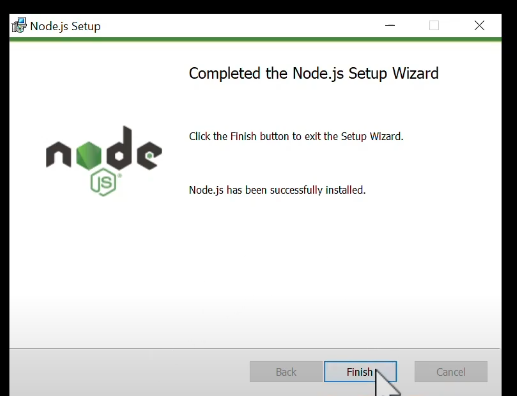 Node.js Setup
Completed the Node.js Setup Wizard
node
JS
Click the Finish button to exit the Setup Wizard.
Node.js has been successfully installed.
Back
Finish
Cancel